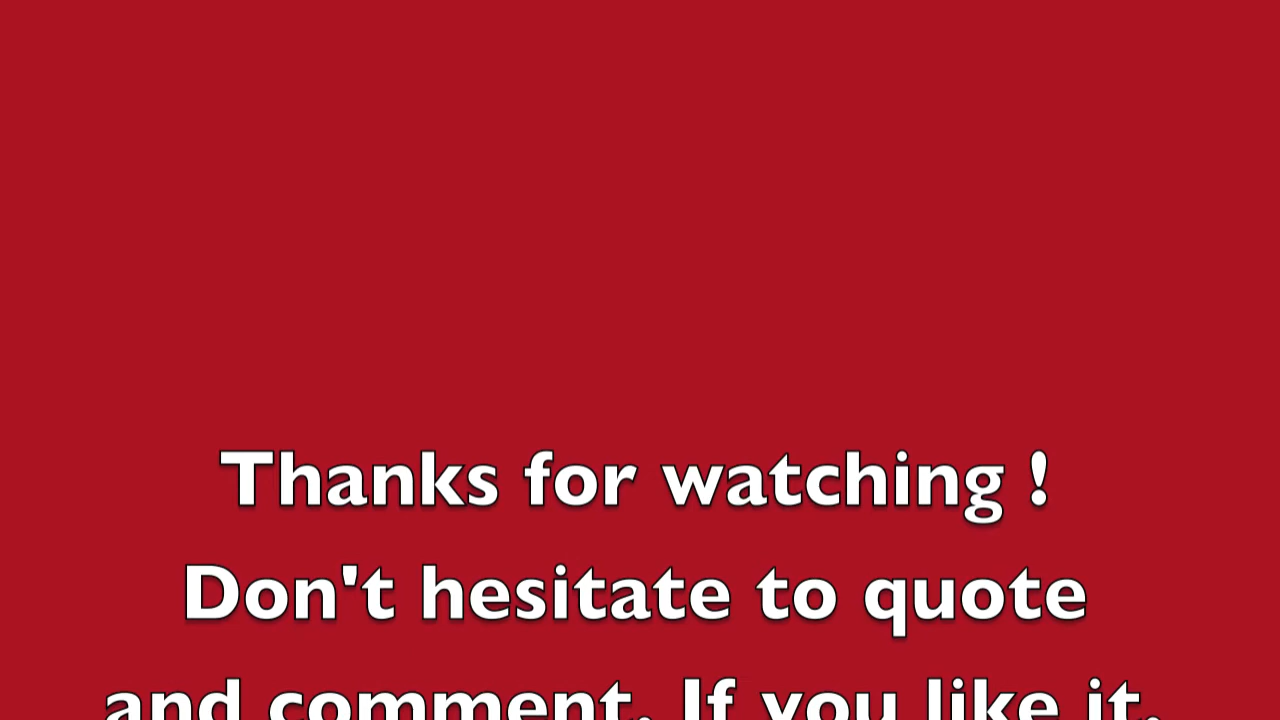 Thanks for watching !
Don't hesitate to quote
and comment. If you like it,